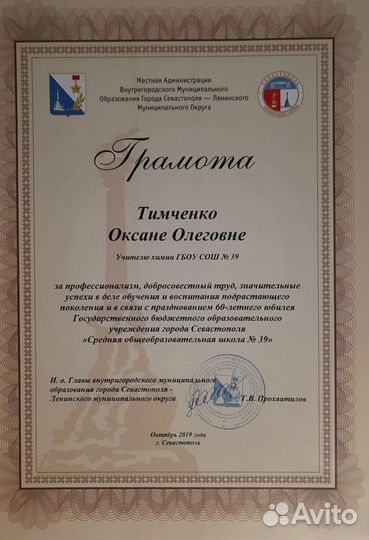 Местная Администрация
Внутригородского Муниципального
Образования Города Севастополя — Ленинского
Муниципального Округа
Грамота
Тимченко
Оксане Олеговне
Учителю химии ГБОУ СОШ № 39
за профессионализм, добросовестный труд, значительные
успехи в деле обучения и воспитания подрастающего
поколения и в связи с празднованием 60-летнего юбилея
Государственного бюджетного образовательного
учреждения города Севастополя
«Средняя общеобразовательная школа № 39»
И. о. Главы внутригородского муниципального
образования города Севастополя -
Ленинского муниципального округа
Т.В. Прохватилов
Октябрь 2019 года
г. Севастополь
Avito